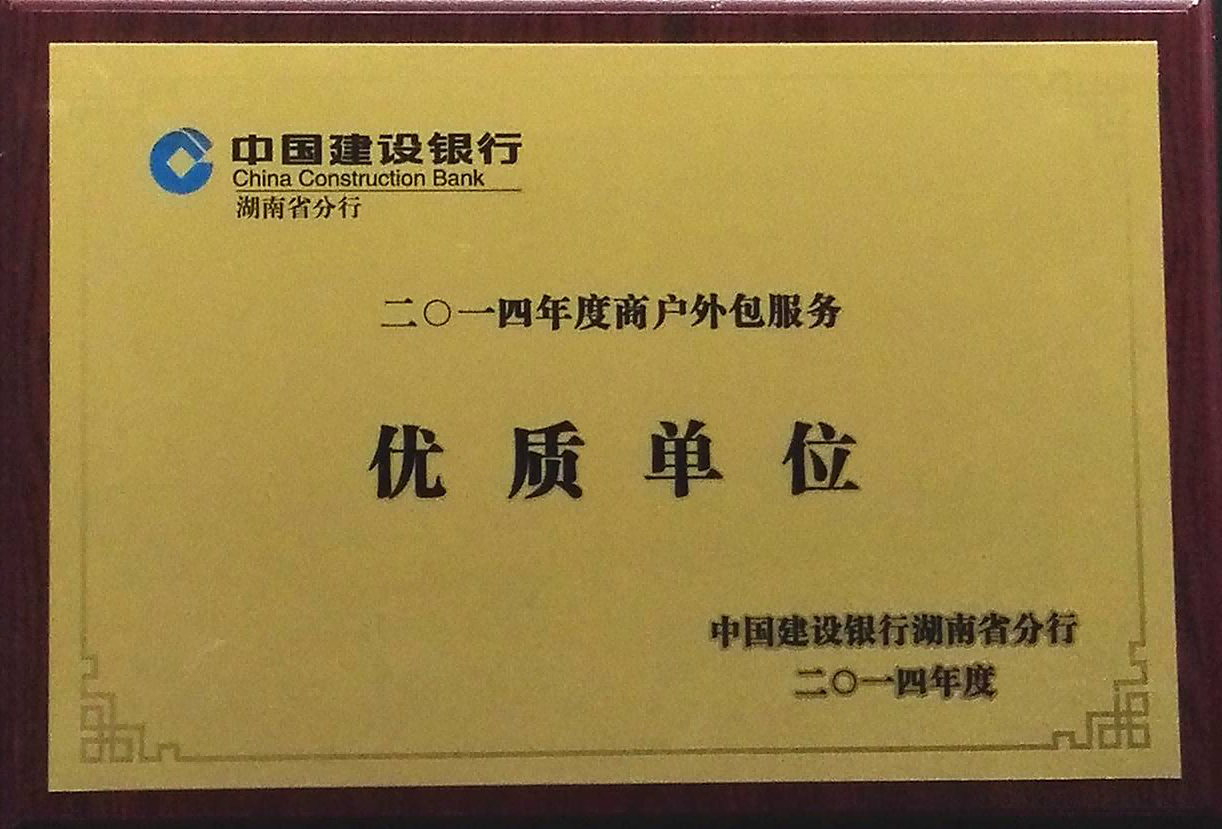 中国建设银行
China Construction Bank
湖南省分行
二〇一四年度商户外包服务
优质单位
中国建设银行湖南省分行
二〇一四年度